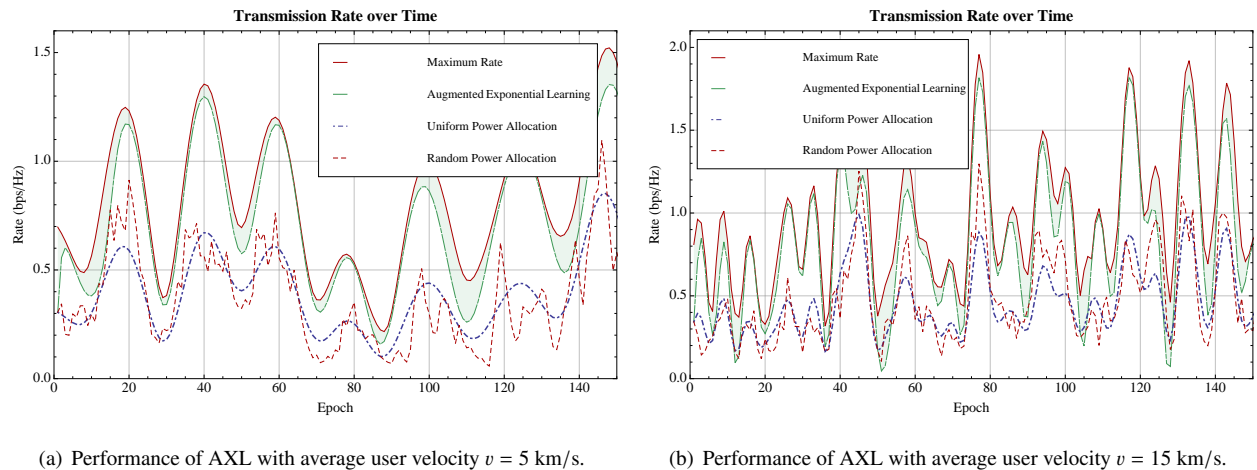 Transmission Rate over Time
Rate (bps/Hz)
1.5
1.0
0.5
0.0
Maximum Rate
Augmented Exponential Learning
Uniform Power Allocation
Random Power Allocation
0 20 40 60 80 100 120 140
Epoch
(a) Performance of AXL with average user velocity v = 5 km/s.
Transmission Rate over Time
Rate (bps/Hz)
2.0
1.5
1.0
0.5
0.0
Maximum Rate
Augmented Exponential Learning
Uniform Power Allocation
Random Power Allocation
0 20 40 60 80 100 120 140
Epoch
(b) Performance of AXL with average user velocity v = 15 km/s.